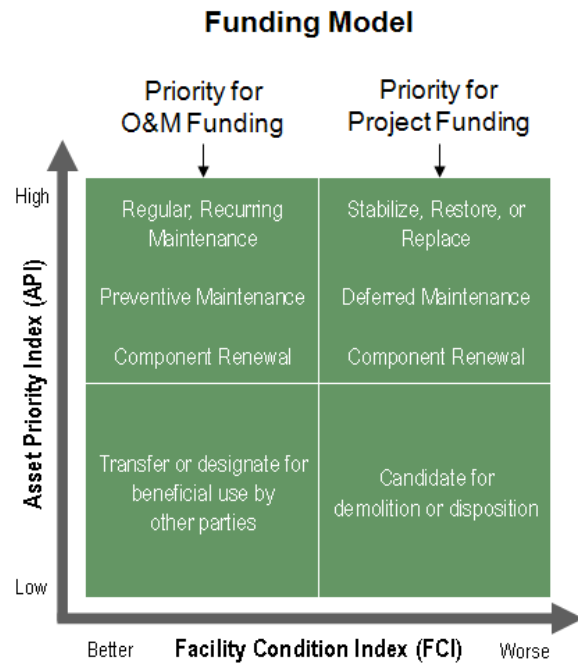 Funding Model
Priority for
O&M Funding
Priority for
Project Funding
High
Regular, Recurring
Maintenance
Preventive Maintenance
Component Renewal
Stabilize, Restore, or
Replace
Deferred Maintenance
Component Renewal
Asset Priority Index (API)
Transfer or designate for
beneficial use by
other parties
Candidate for
demolition or disposition
Low
Better
Facility Condition Index (FCI)
Worse